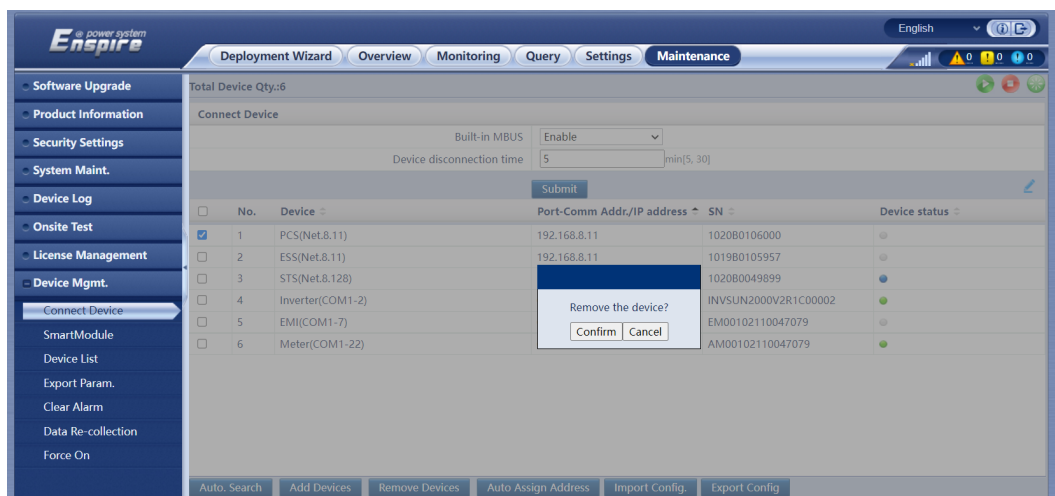 e power system
Enspire
English
Deployment Wizard Overview Monitoring Query Settings Maintenance
0 0 0
Software Upgrade
Product Information
Security Settings
System Maint.
Device Log
Onsite Test
License Management
Device Mgmt.
Connect Device
SmartModule
Device List
Export Param.
Clear Alarm
Data Re-collection
Force On
Total Device Qty.:6
Connect Device
Built-in MBUS Enable
Device disconnection time 5 min[5, 30]
Submit
No. Device Port-Comm Addr./IP address SN Device status
1 PCS(Net.8.11) 192.168.8.11 1020B0106000
2 ESS(Net.8.11) 192.168.8.11 1019B0105957
3 STS(Net.8.128) 1020B0049899
4 Inverter(COM1-2) INVSUN2000V2R1C00002
5 EMI(COM1-7) EM00102110047079
6 Meter(COM1-22) AM00102110047079
Remove the device?
Confirm Cancel
Auto. Search Add Devices Remove Devices Auto Assign Address Import Config. Export Config